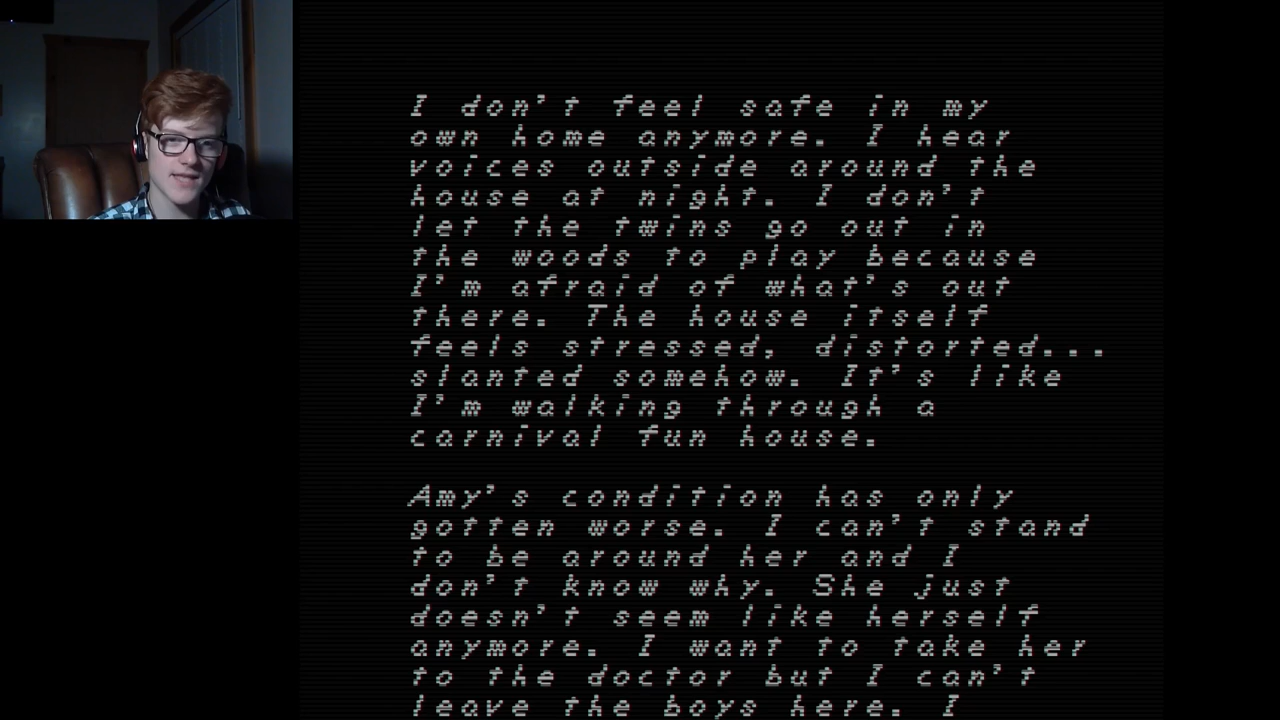 I don't feel safe in my
own home anymore. I hear
voices outside around the
house at night. I don't
let the twins go out in
the woods to play because
I'm afraid of what's out
there. The house itself
feels stressed, distorted...
slanted somehow. It's like
I'm walking through a
carnival fun house.
Amy's condition has only
gotten worse. I can't stand
to be around her and I
don't know why. She just
doesn't seem like herself
anymore. I want to take her
to the doctor but I can't
leave the boys here. I